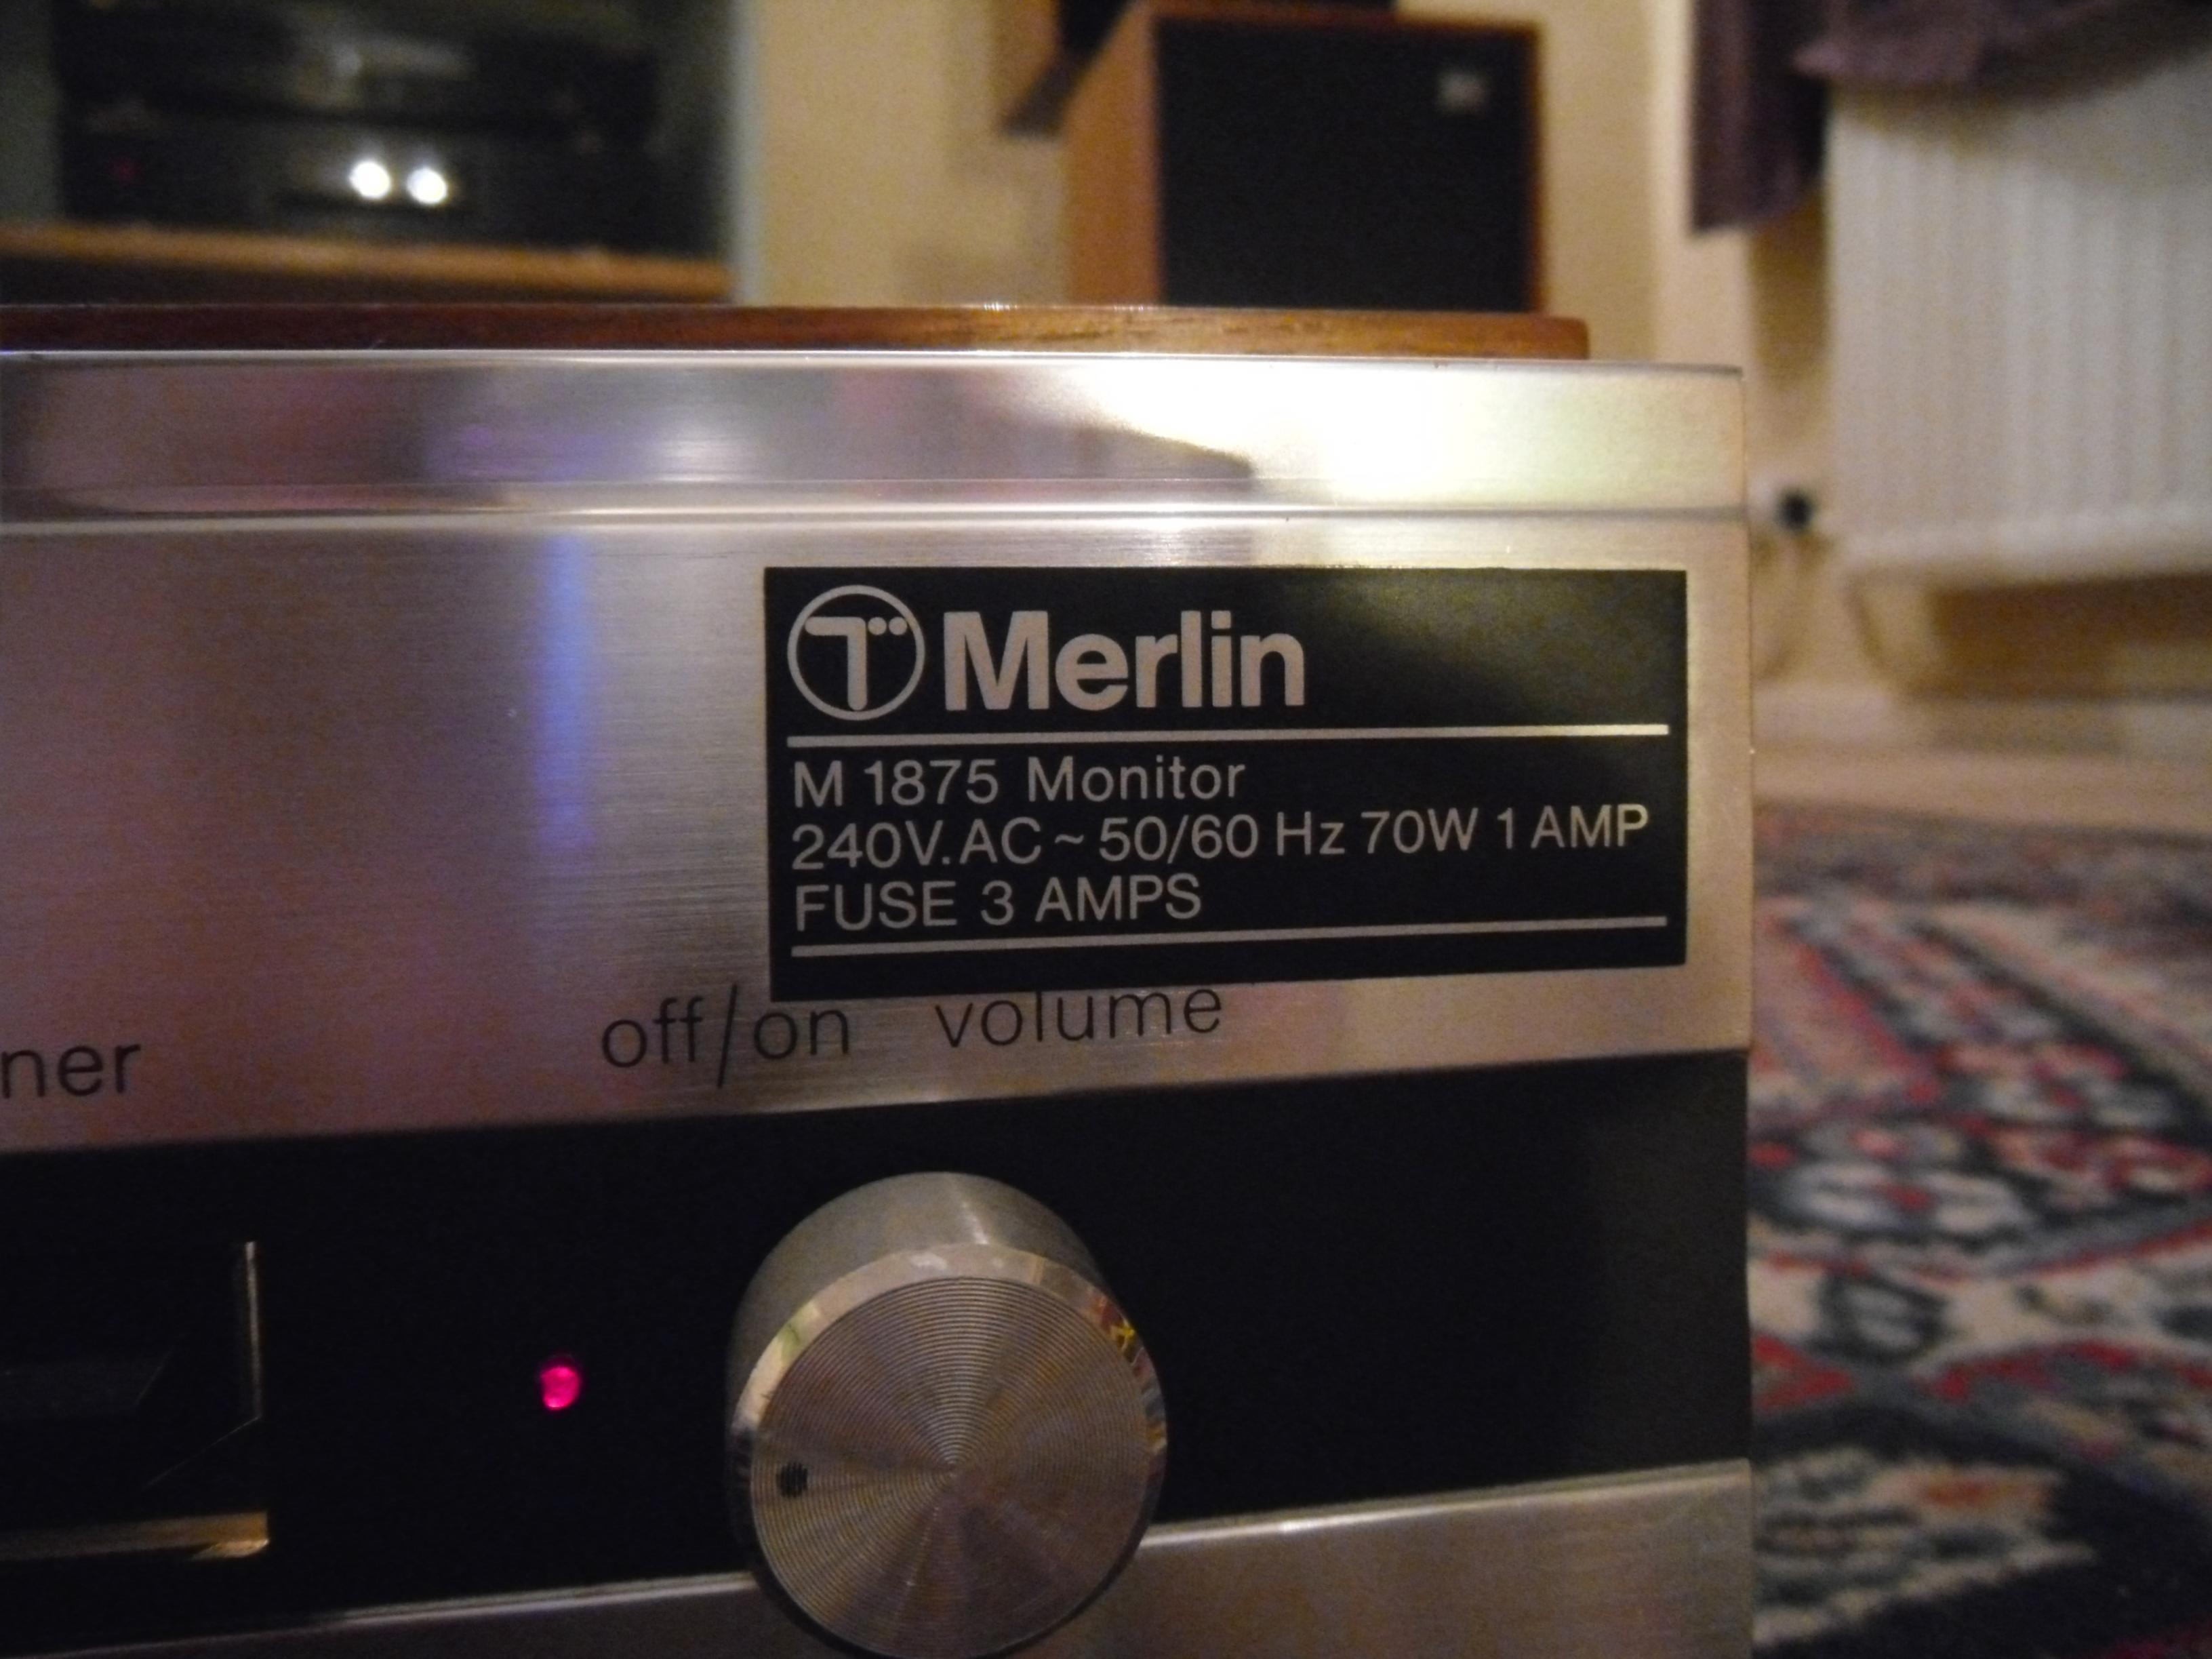 Merlin
M 1875 Monitor
240V.AC ~ 50/60 Hz 70W 1 AMP
FUSE 3 AMPS
ner off/on volume